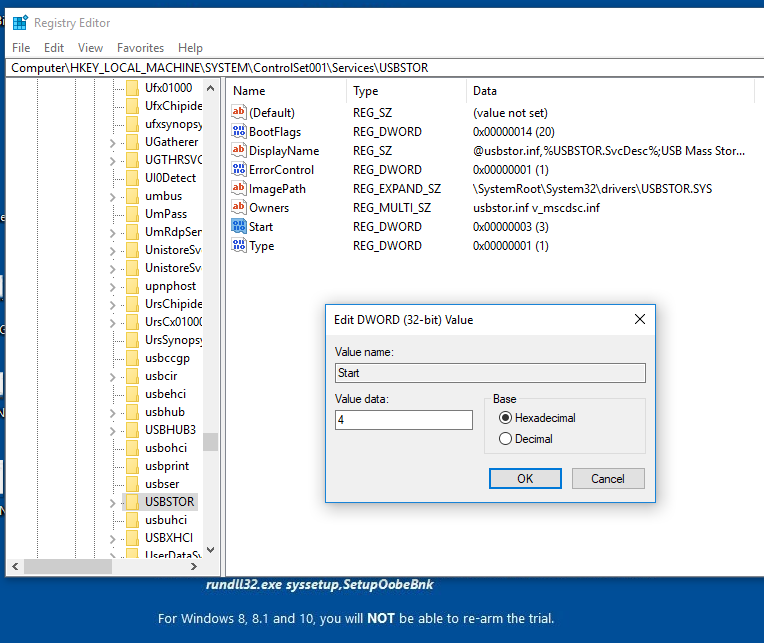 Registry Editor
File Edit View Favorites Help
Computer\HKEY_LOCAL_MACHINE\SYSTEM\ControlSet001\Services\USBSTOR
Ufx01000
UfxChipide
ufxsynopsy
UGatherer
UGTHRSVC
UI0Detect
umbus
UmPass
UmRdpSer
UnistoreSv
UnistoreSv
upnphost
UrsChipide
UrsCx01000
UrsSynopsy
usbccgp
usbcir
usbehci
usbhub
USBHUB3
usbohci
usbprint
usbser
USBSTOR
usbuhci
USBXHCI
UserDataSv
Name Type Data
(Default) REG_SZ (value not set)
BootFlags REG_DWORD 0x00000014 (20)
DisplayName REG_SZ @usbstor.inf,%USBSTOR.SvcDesc%;USB Mass Stor...
ErrorControl REG_DWORD 0x00000001 (1)
ImagePath REG_EXPAND_SZ \SystemRoot\System32\drivers\USBSTOR.SYS
Owners REG_MULTI_SZ usbstor.inf v_mscdsc.inf
Start REG_DWORD 0x00000003 (3)
Type REG_DWORD 0x00000001 (1)
Edit DWORD (32-bit) Value
Value name:
Start
Value data:
4
Base
Hexadecimal
Decimal
OK Cancel
rundll32.exe syssetup,SetupOobeBnk
For Windows 8, 8.1 and 10, you will NOT be able to re-arm the trial.